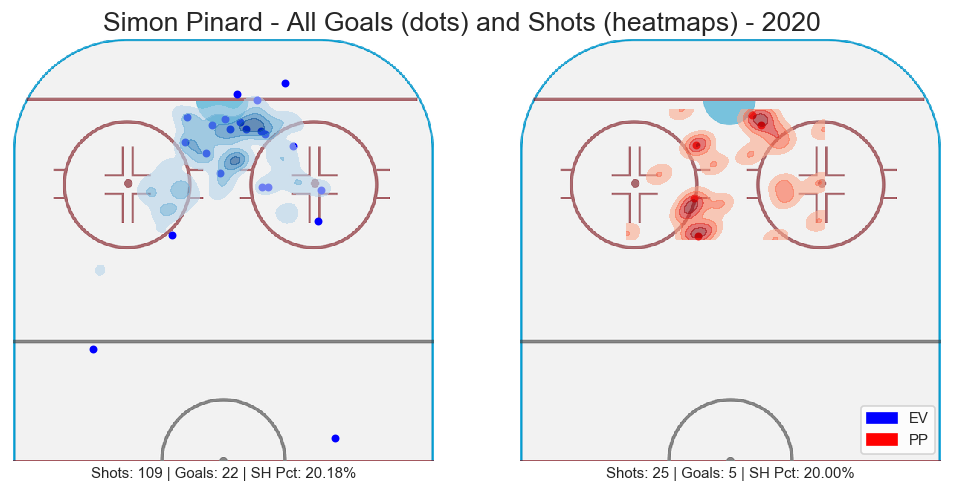 Simon Pinard - All Goals (dots) and Shots (heatmaps) - 2020
EV
PP
Shots: 109 | Goals: 22 | SH Pct: 20.18%
Shots: 25 | Goals: 5 | SH Pct: 20.00%